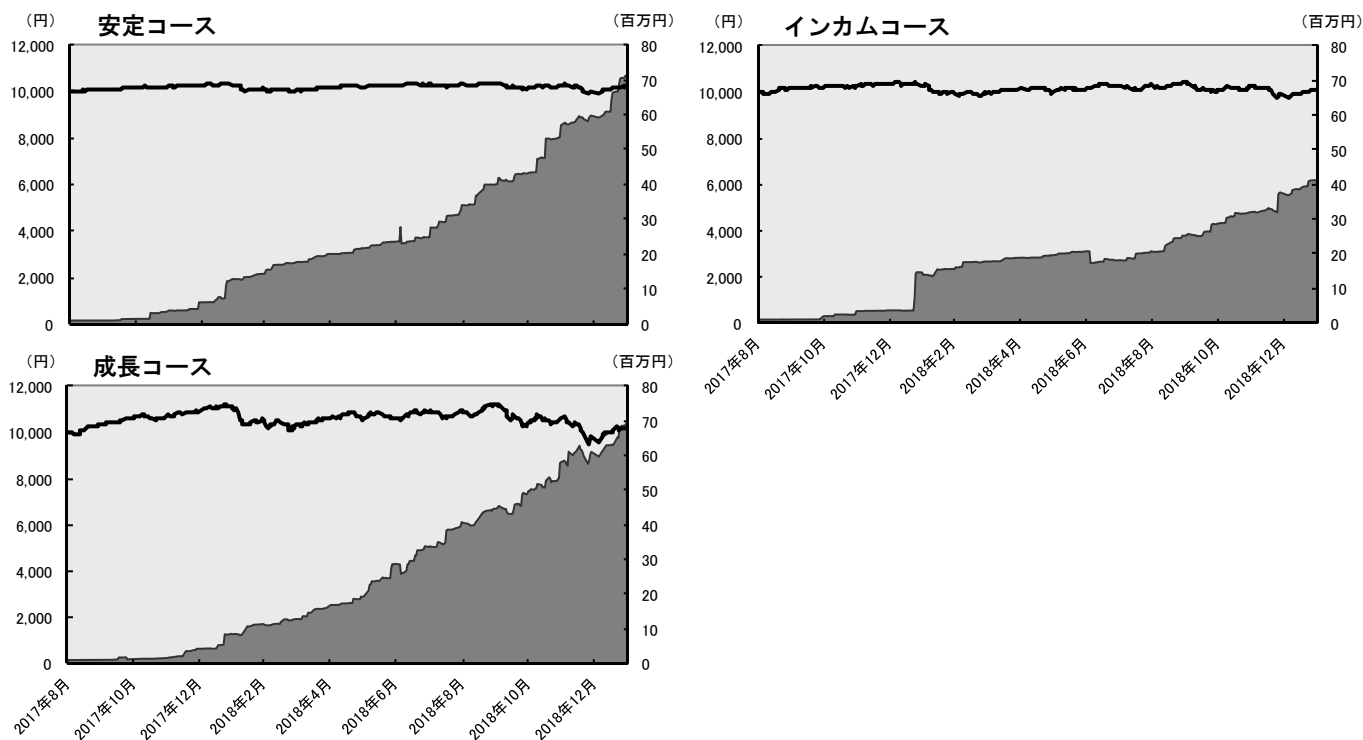 安定コース
（円）
（百万円）
12,000
10,000
8,000
6,000
4,000
2,000
0
80
70
60
50
40
30
20
10
0
インカムコース
（円）
（百万円）
12,000
10,000
8,000
6,000
4,000
2,000
0
80
70
60
50
40
30
20
10
0
2017年8月
2017年10月
2017年12月
2018年2月
2018年4月
2018年6月
2018年8月
2018年10月
2018年12月
成長コース
（円）
（百万円）
12,000
10,000
8,000
6,000
4,000
2,000
0
80
70
60
50
40
30
20
10
0
2017年8月
2017年10月
2017年12月
2018年2月
2018年4月
2018年6月
2018年8月
2018年10月
2018年12月